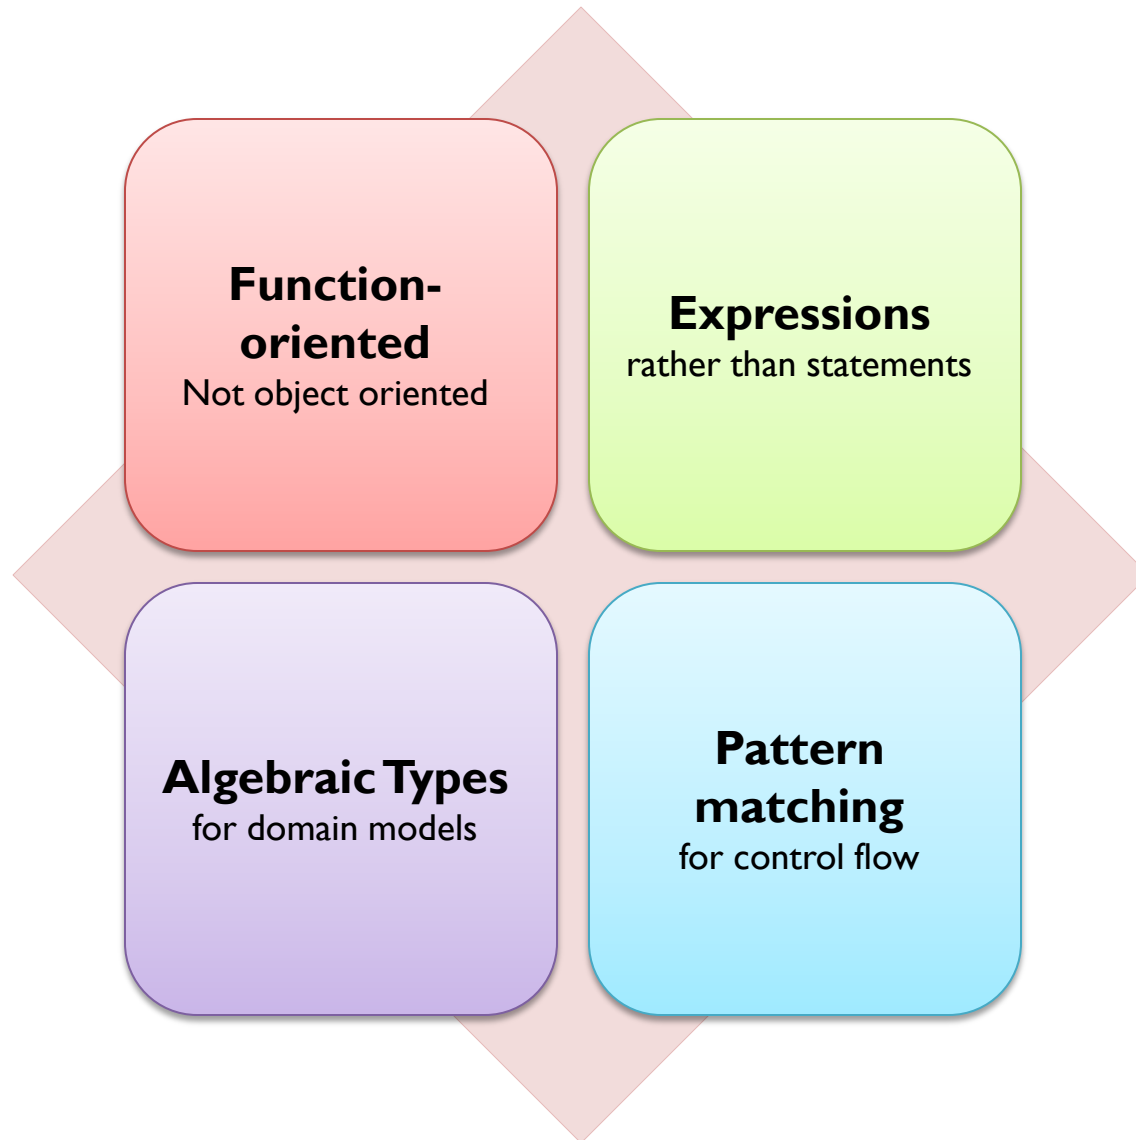 Function-
oriented
Not object oriented
Expressions
rather than statements
Algebraic Types
for domain models
Pattern
matching
for control flow